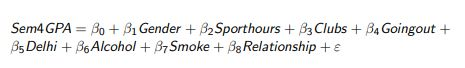 Sem4GPA = β₀ + β₁Gender + β₂Sporthours + β₃Clubs + β₄Goingout +
β₅Delhi + β₆Alcohol + β₇Smoke + β₈Relationship + ε